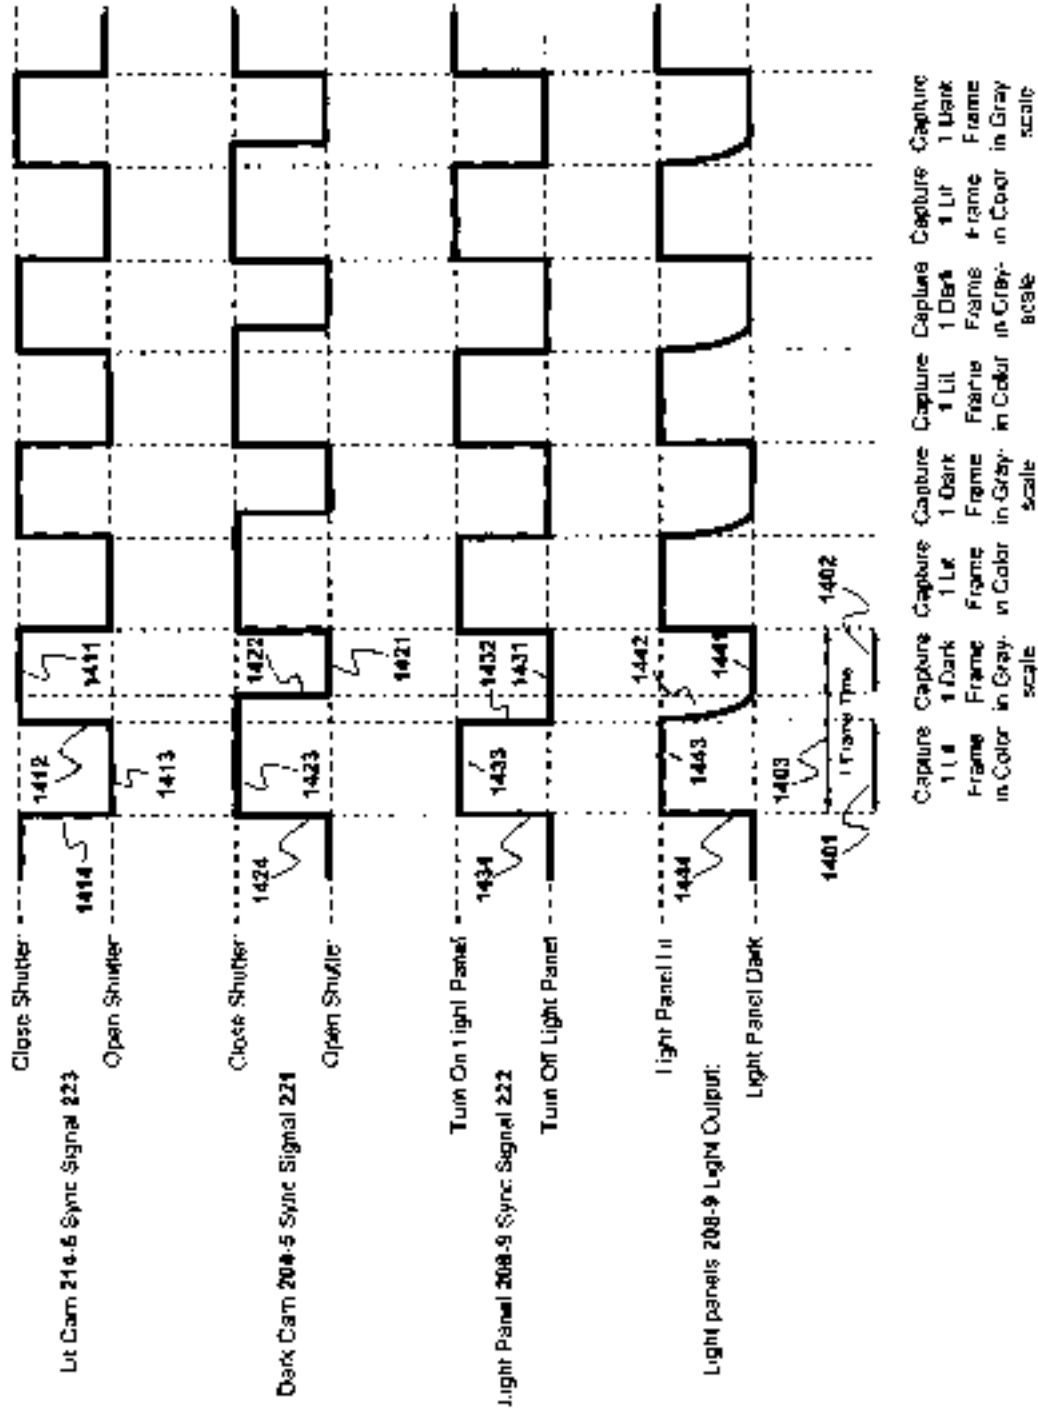 Close Shutter
Lit Cam 214-5 Sync Signal 223
Open Shutter
1414
1412
1413
1411
Close Shutter
Dark Cam 204-5 Sync Signal 221
Open Shutter
1424
1423
1422
1421
Turn On Light Panel
Light Panel 208-9 Sync Signal 222
Turn Off Light Panel
1434
1433
1432
1431
Light Panel Lit
Light panels 208-9 Light Output:
Light Panel Dark
1444
1443
1442
1441
1403
1 Frame Time
1401
1402
Capture
1 Lit
Frame
in Color
Capture
1 Dark
Frame
in Gray-
scale
Capture
1 Lit
Frame
in Color
Capture
1 Dark
Frame
in Gray-
scale
Capture
1 Lit
Frame
in Color
Capture
1 Dark
Frame
in Gray-
scale
Capture
1 Lit
Frame
in Color
Capture
1 Dark
Frame
in Gray
scale